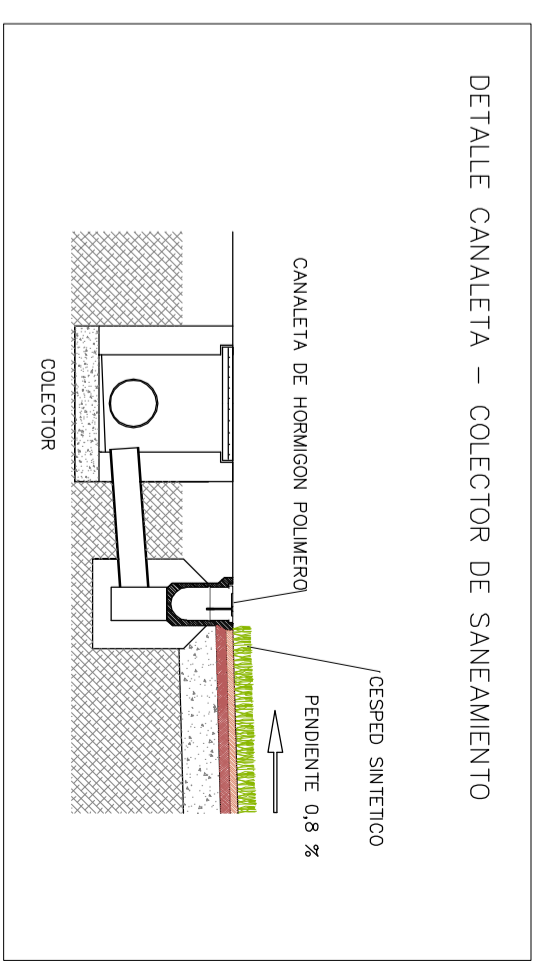 DETALLE CANALETA - COLECTOR DE SANEAMIENTO
CANALETA DE HORMIGON POLIMERO
CESPED SINTETICO
PENDIENTE 0,8 %
COLECTOR